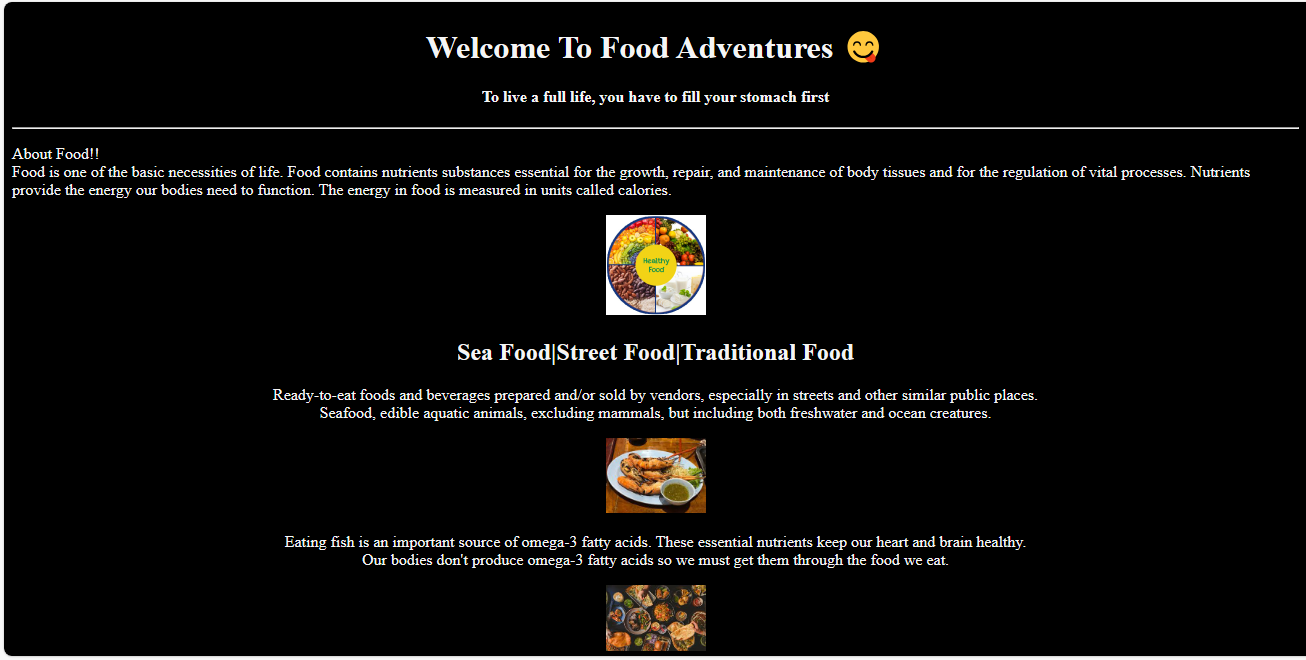 Welcome To Food Adventures 😋
To live a full life, you have to fill your stomach first
About Food!!
Food is one of the basic necessities of life. Food contains nutrients substances essential for the growth, repair, and maintenance of body tissues and for the regulation of vital processes. Nutrients
provide the energy our bodies need to function. The energy in food is measured in units called calories.
Healthy
Food
Sea Food|Street Food|Traditional Food
Ready-to-eat foods and beverages prepared and/or sold by vendors, especially in streets and other similar public places.
Seafood, edible aquatic animals, excluding mammals, but including both freshwater and ocean creatures.
Eating fish is an important source of omega-3 fatty acids. These essential nutrients keep our heart and brain healthy.
Our bodies don't produce omega-3 fatty acids so we must get them through the food we eat.